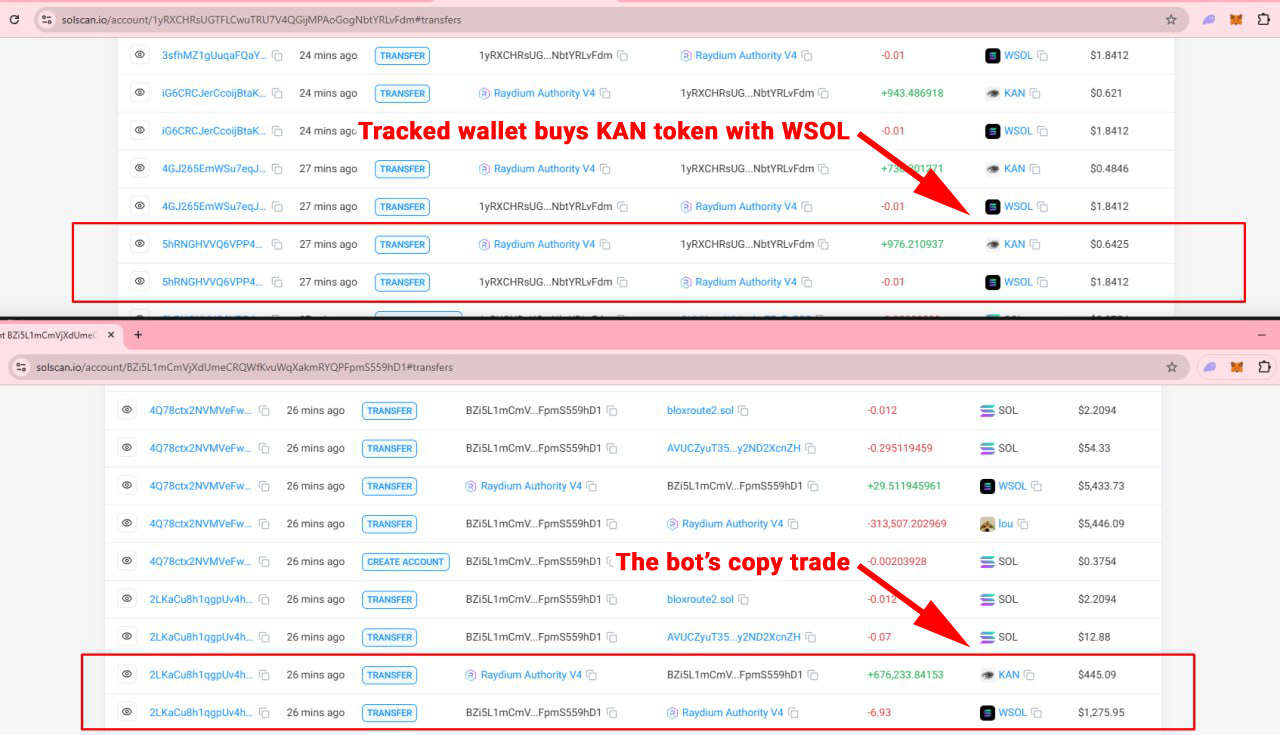 solscan.io/account/1yRXCHRsUGTFLCwuTRU7V4QGijMPAoGogNbtYRLvFdm#transfers
3sfhMZ1gUuqaFQaY... 24 mins ago TRANSFER 1yRXCHRsUG...NbtYRLvFdm Raydium Authority V4 -0.01 WSOL $1.8412
iG6CRCJerCcoijBtaK... 24 mins ago TRANSFER Raydium Authority V4 1yRXCHRsUG...NbtYRLvFdm +943.486918 KAN $0.621
iG6CRCJerCcoijBtaK... 24 mins ago Tracked wallet buys KAN token with WSOL -0.01 WSOL $1.8412
4GJ265EmWSu7eqJ... 27 mins ago TRANSFER Raydium Authority V4 1yRXCHRsUG...NbtYRLvFdm KAN $0.4846
4GJ265EmWSu7eqJ... 27 mins ago TRANSFER 1yRXCHRsUG...NbtYRLvFdm Raydium Authority V4 -0.01 WSOL $1.8412
5hRNGHVVQ6VPP4... 27 mins ago TRANSFER Raydium Authority V4 1yRXCHRsUG...NbtYRLvFdm +976.210937 KAN $0.6425
5hRNGHVVQ6VPP4... 27 mins ago TRANSFER 1yRXCHRsUG...NbtYRLvFdm Raydium Authority V4 -0.01 WSOL $1.8412
nt BZi5L1mCmVjXdUmeC
solscan.io/account/BZi5L1mCmVjXdUmeCRQWfKvuWqXakmRYQPFpmS559hD1#transfers
4Q78ctx2NVMVeFw... 26 mins ago TRANSFER BZi5L1mCmV...FpmS559hD1 bloxroute2.sol -0.012 SOL $2.2094
4Q78ctx2NVMVeFw... 26 mins ago TRANSFER BZi5L1mCmV...FpmS559hD1 AVUCZyuT35...y2ND2XcnZH -0.295119459 SOL $54.33
4Q78ctx2NVMVeFw... 26 mins ago TRANSFER Raydium Authority V4 BZi5L1mCmV...FpmS559hD1 +29.511945961 WSOL $5,433.73
4Q78ctx2NVMVeFw... 26 mins ago TRANSFER BZi5L1mCmV...FpmS559hD1 Raydium Authority V4 -313,507.202969 lou $5,446.09
4Q78ctx2NVMVeFw... 26 mins ago CREATE ACCOUNT BZi5L1mCmV...FpmS559hD1 The bot’s copy trade -0.00203928 SOL $0.3754
2LKaCu8h1qgpUv4h... 26 mins ago TRANSFER BZi5L1mCmV...FpmS559hD1 bloxroute2.sol -0.012 SOL $2.2094
2LKaCu8h1qgpUv4h... 26 mins ago TRANSFER BZi5L1mCmV...FpmS559hD1 AVUCZyuT35...y2ND2XcnZH -0.07 SOL $12.88
2LKaCu8h1qgpUv4h... 26 mins ago TRANSFER Raydium Authority V4 BZi5L1mCmV...FpmS559hD1 +676,233.84153 KAN $445.09
2LKaCu8h1qgpUv4h... 26 mins ago TRANSFER BZi5L1mCmV...FpmS559hD1 Raydium Authority V4 -6.93 WSOL $1,275.95